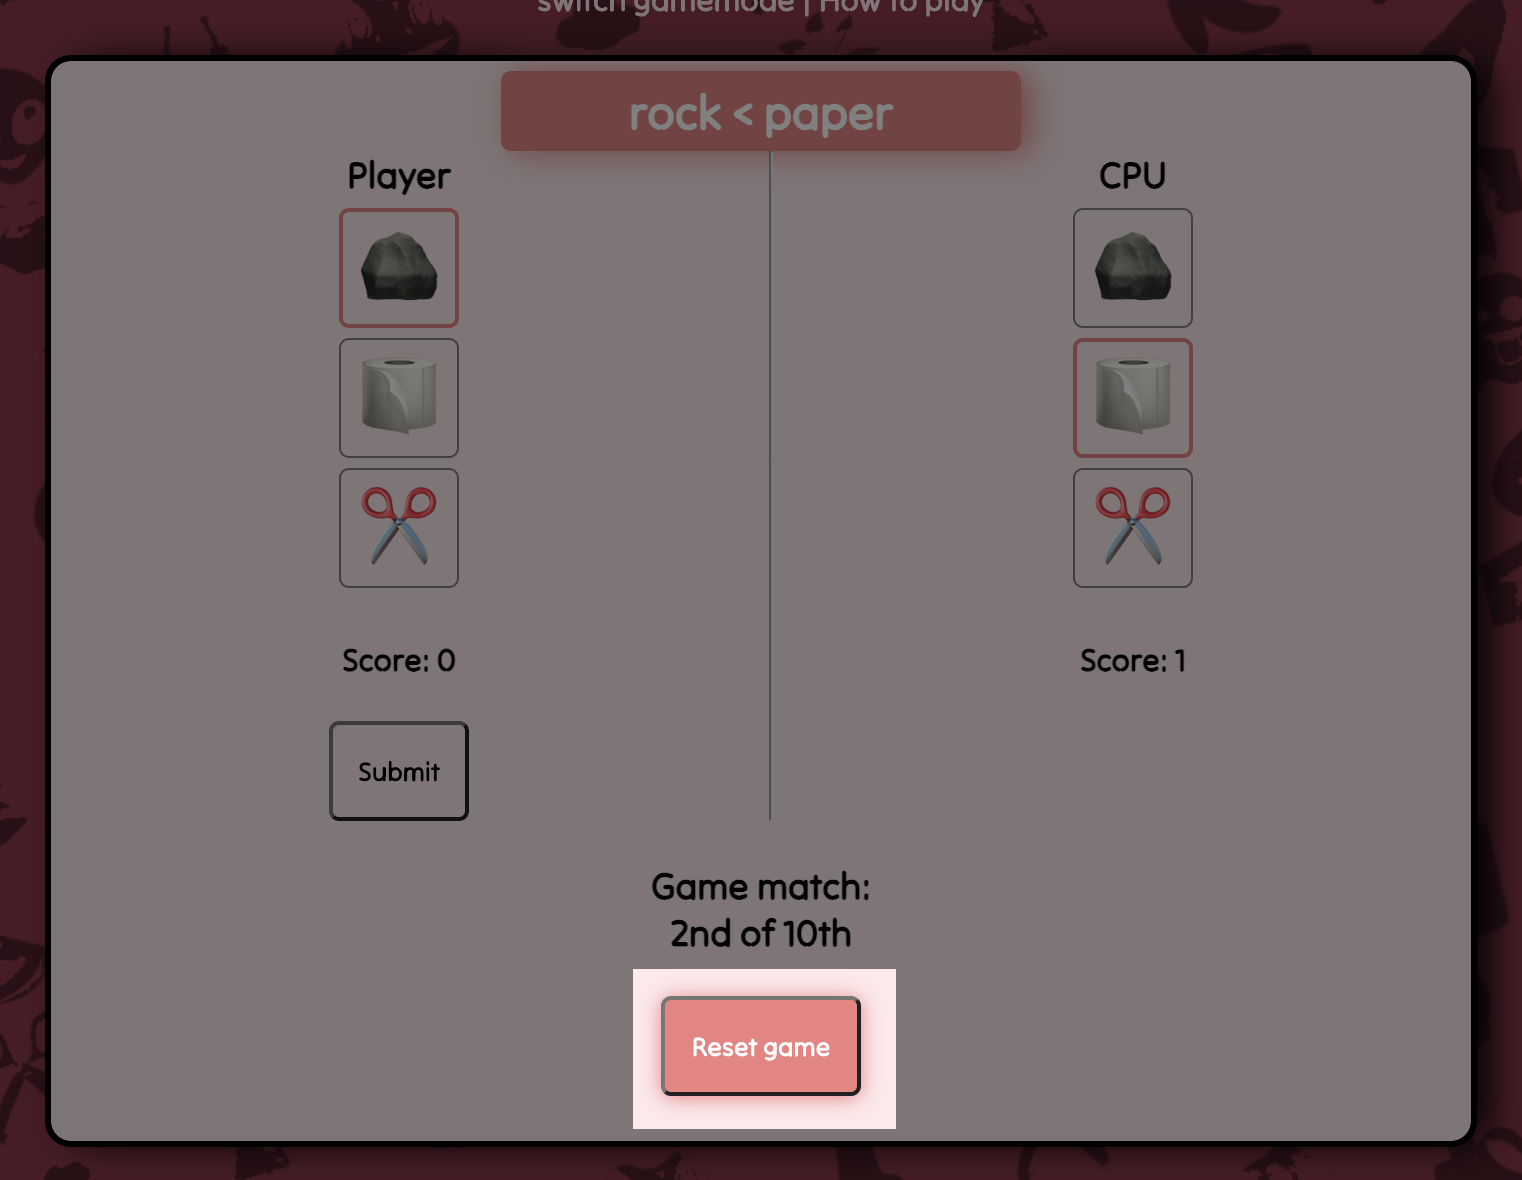 switch gamemode | How to play
rock < paper
Player
CPU
Score: 0
Score: 1
Submit
Game match:
2nd of 10th
Reset game